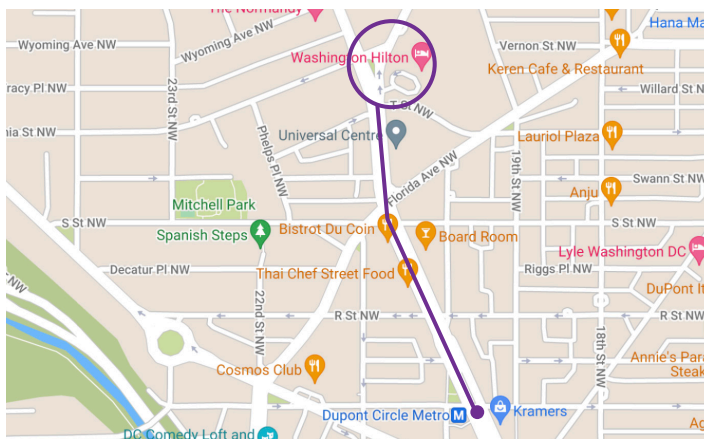 The Normandy
Hana Ma
Wyoming Ave NW
Wyoming Ave NW
Washington Hilton
Vernon St NW
Keren Cafe & Restaurant
23rd St NW
racy Pl NW
Willard St N
T St NW
nia St NW
Phelps Pl NW
Universal Centre
Lauriol Plaza
Florida Ave NW
19th St NW
Swann St NW
Anju
Mitchell Park
S St NW
Spanish Steps
Bistrot Du Coin
Board Room
S St NW
Lyle Washington DC
Decatur Pl NW
Thai Chef Street Food
Riggs Pl NW
DuPont It
22nd St NW
R St NW
R St NW
18th St NW
Annie's Para
Steak
Cosmos Club
Dupont Circle Metro
M
Kramers
Ag
DC Comedy Loft and